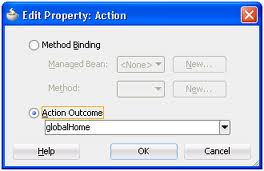 Edit Property: Action
Method Binding
Managed Bean: <None> New...
Method: New...
Action Outcome
globalHome
Help OK Cancel